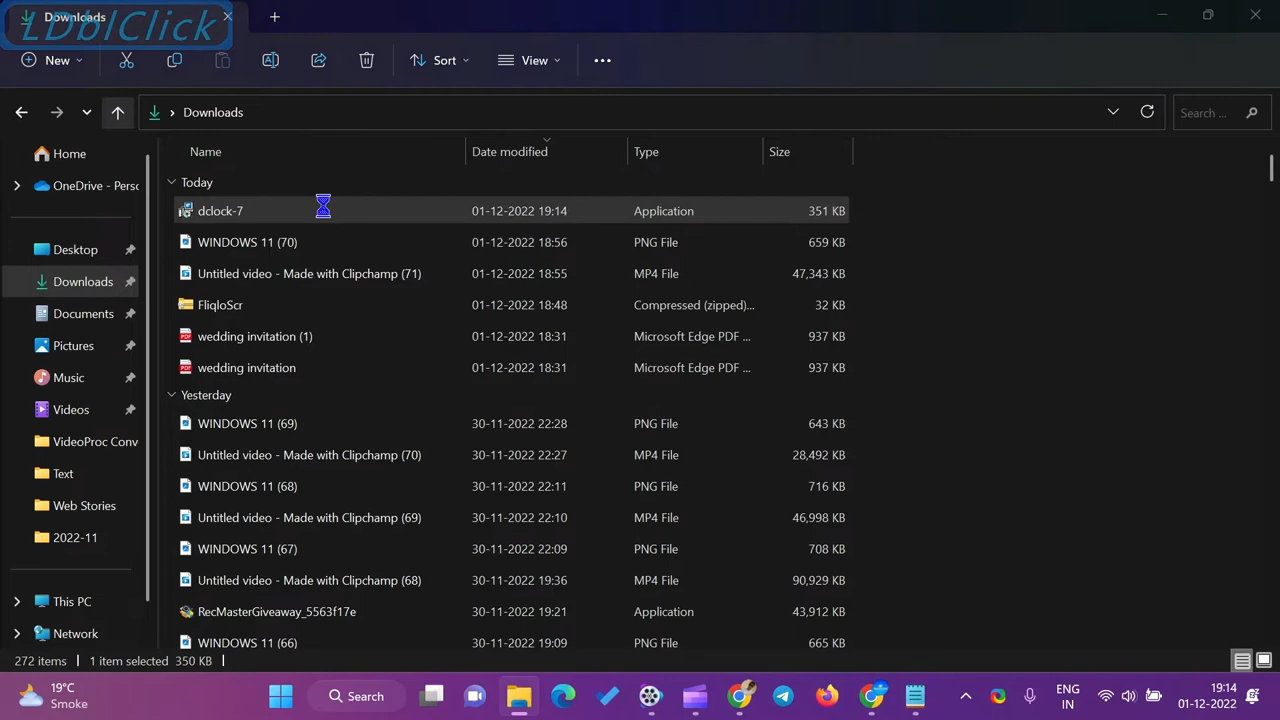 Downloads
LDblClick
New
Sort
View
Downloads
Search ...
Home
OneDrive - Persc
Desktop
Downloads
Documents
Pictures
Music
Videos
VideoProc Conv
Text
Web Stories
2022-11
This PC
Network
Name Date modified Type Size
Today
dclock-7 01-12-2022 19:14 Application 351 KB
WINDOWS 11 (70) 01-12-2022 18:56 PNG File 659 KB
Untitled video - Made with Clipchamp (71) 01-12-2022 18:55 MP4 File 47,343 KB
FliqloScr 01-12-2022 18:48 Compressed (zipped)... 32 KB
wedding invitation (1) 01-12-2022 18:31 Microsoft Edge PDF ... 937 KB
wedding invitation 01-12-2022 18:31 Microsoft Edge PDF ... 937 KB
Yesterday
WINDOWS 11 (69) 30-11-2022 22:28 PNG File 643 KB
Untitled video - Made with Clipchamp (70) 30-11-2022 22:27 MP4 File 28,492 KB
WINDOWS 11 (68) 30-11-2022 22:11 PNG File 716 KB
Untitled video - Made with Clipchamp (69) 30-11-2022 22:10 MP4 File 46,998 KB
WINDOWS 11 (67) 30-11-2022 22:09 PNG File 708 KB
Untitled video - Made with Clipchamp (68) 30-11-2022 19:36 MP4 File 90,929 KB
RecMasterGiveaway_5563f17e 30-11-2022 19:21 Application 43,912 KB
WINDOWS 11 (66) 30-11-2022 19:09 PNG File 665 KB
272 items 1 item selected 350 KB
19°C
Smoke
Search
ENG
IN
19:14
01-12-2022